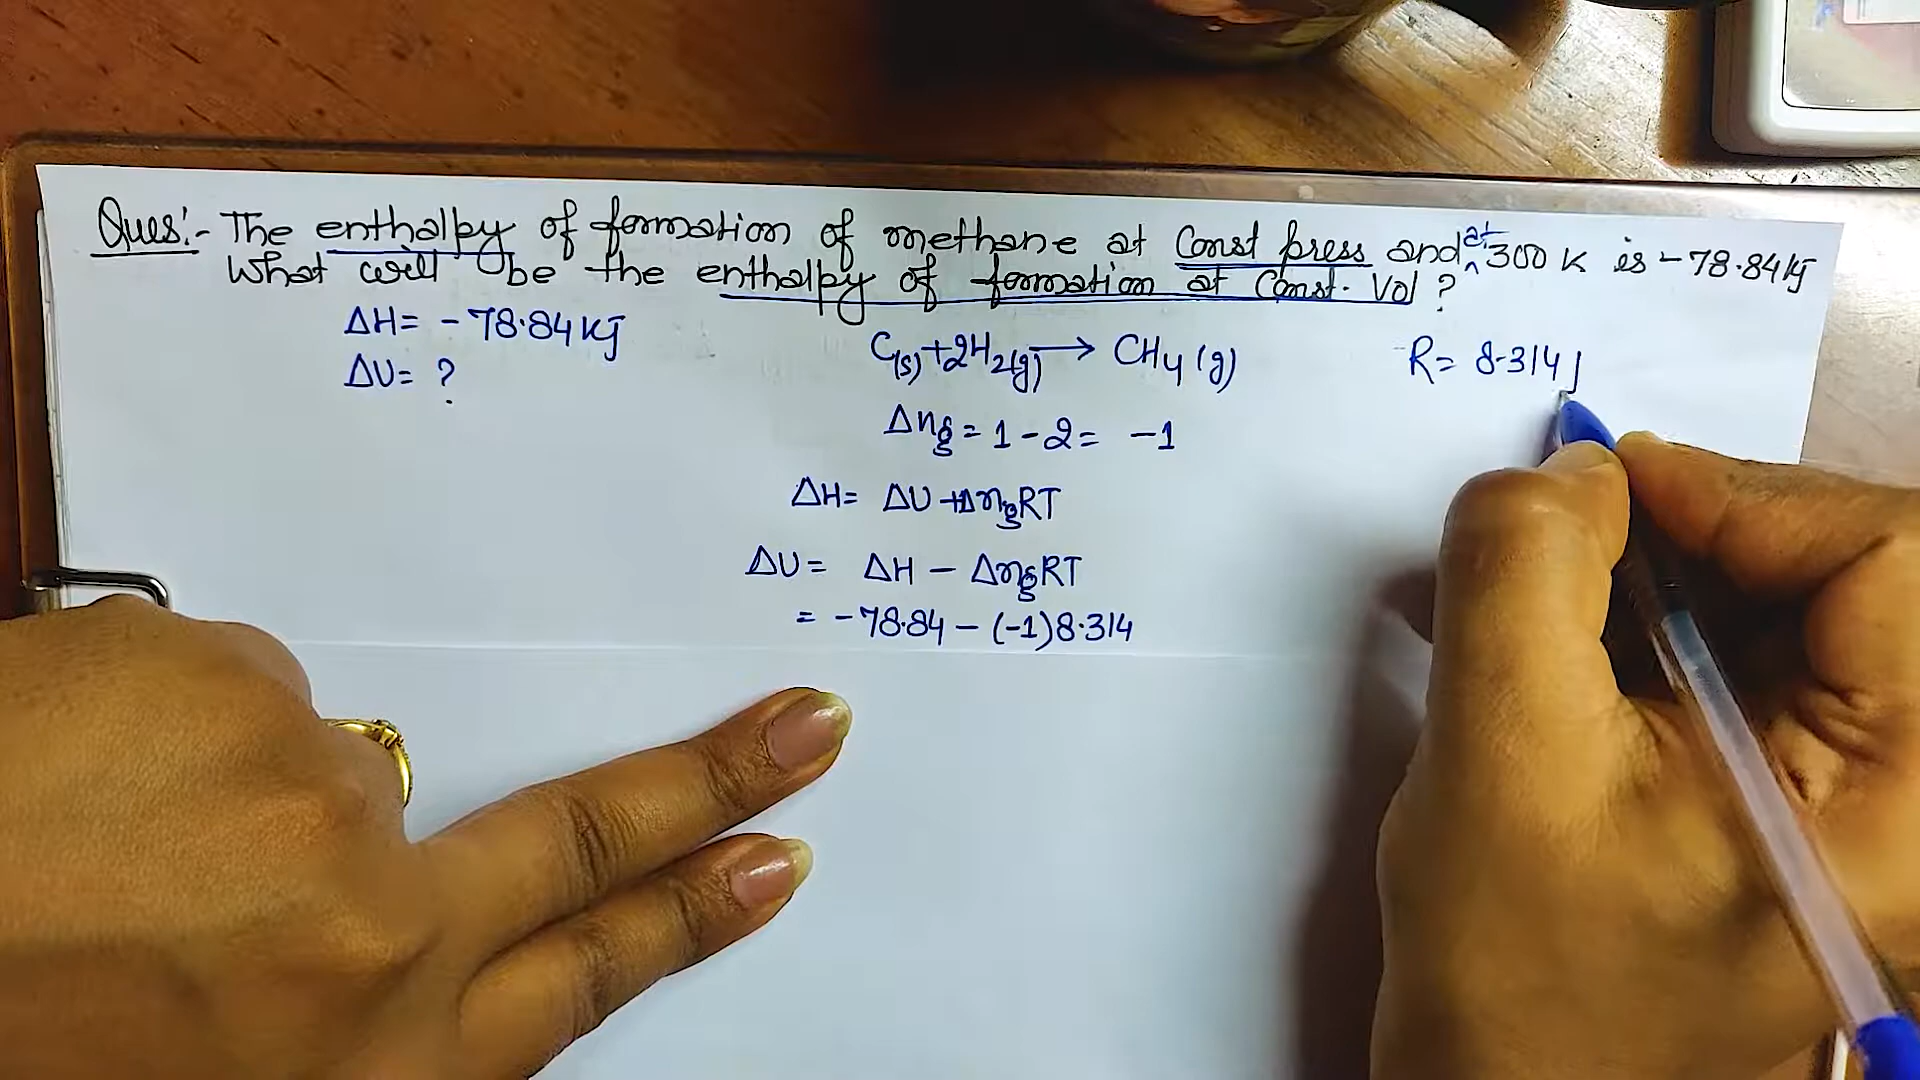 Ques:- The enthalpy of formation of methane at Const press and at 300 K is -78.84 kJ
What will be the enthalpy of formation at Const. Vol ?
ΔH= -78.84 kJ
ΔU= ?
C(s)+2H2(g) → CH4(g)
R= 8.314 J
Δng = 1-2= -1
ΔH= ΔU+ΔngRT
ΔU= ΔH - ΔngRT
= -78.84 - (-1)8.314